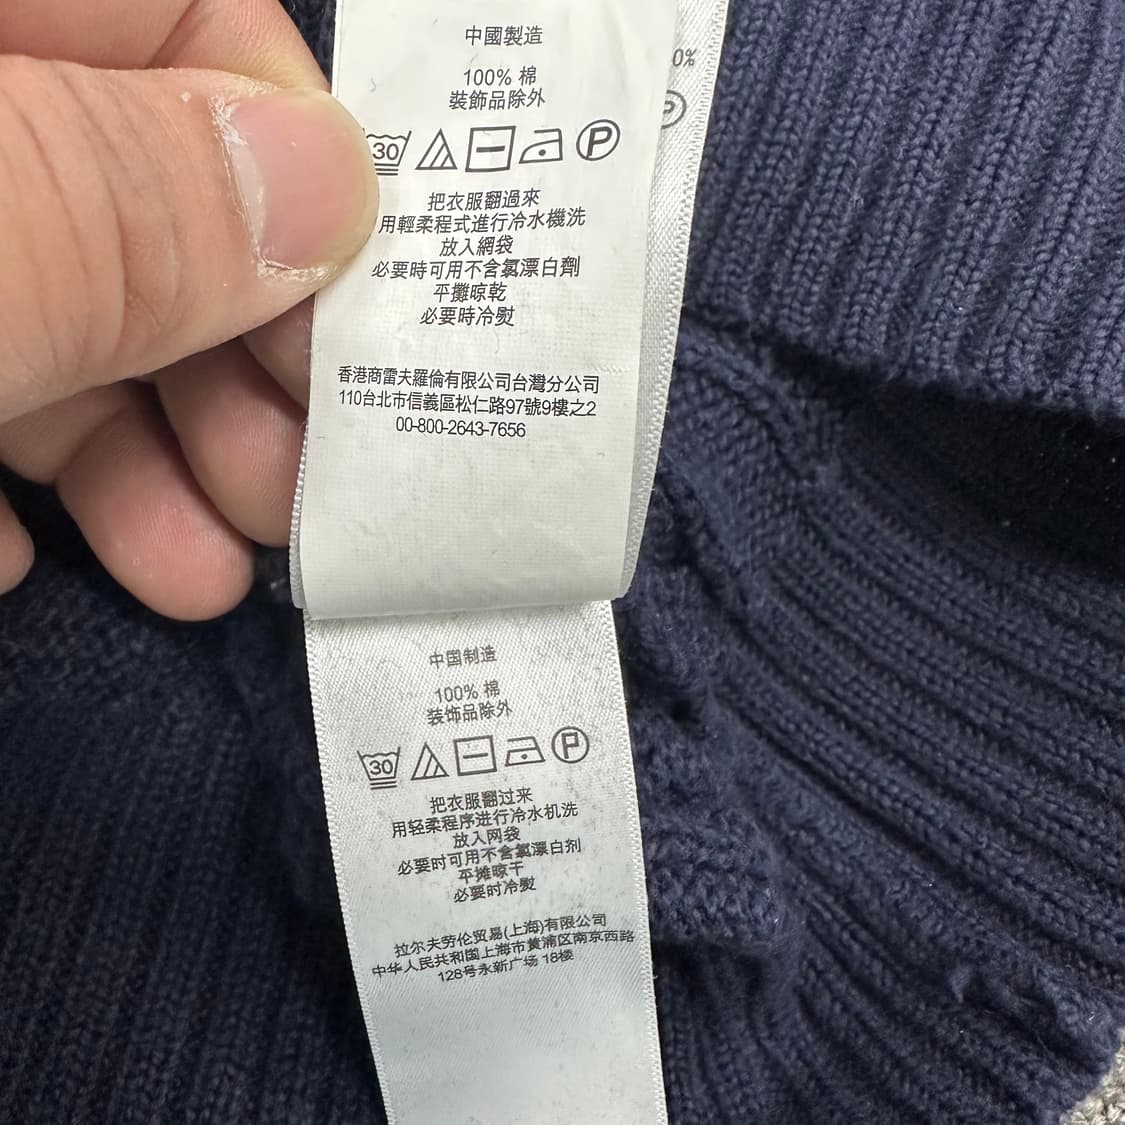 中國製造
100% 棉
裝飾品除外
30 P
把衣服翻過來
用輕柔程式進行冷水機洗
放入網袋
必要時可用不含氯漂白劑
平攤晾乾
必要時冷熨
香港商雷夫羅倫有限公司台灣分公司
110台北市信義區松仁路97號9樓之2
00-800-2643-7656
0%
P
中国制造
100% 棉
装饰品除外
30 P
把衣服翻过来
用轻柔程序进行冷水机洗
放入网袋
必要时可用不含氯漂白剂
平摊晾干
必要时冷熨
拉尔夫劳伦贸易(上海)有限公司
中华人民共和国上海市黄浦区南京西路
128号永新广场 18楼